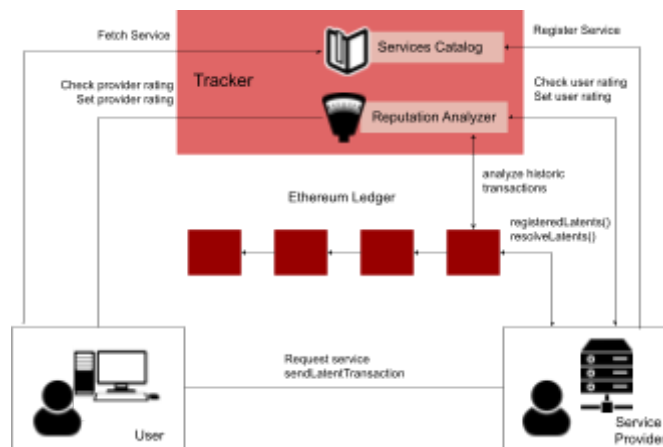 Fetch Service
Services Catalog
Register Service
Check provider rating
Set provider rating
Tracker
Check user rating
Set user rating
Reputation Analyzer
analyze historic
transactions
Ethereum Ledger
registeredLatents()
resolveLatents()
Request service
sendLatentTransaction
User
Service
Provider